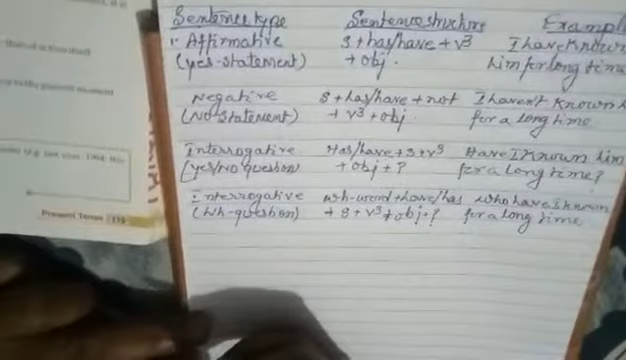 Sentence type Sentence structure Exampl
1. Affirmative S + has/have + v³ I have known
(yes-statement) + obj. him for long time
Negative S + has/have + not I haven't known h
(No statement) + v³ + obj for a long time
Interrogative Has/have + S + v³ Have I known him
(yes/no question + obj + ? for a long time?
Interrogative wh-word + have/has who have I known
(Wh-question) + S + v³ + obj + ? for a long time
Present Tense